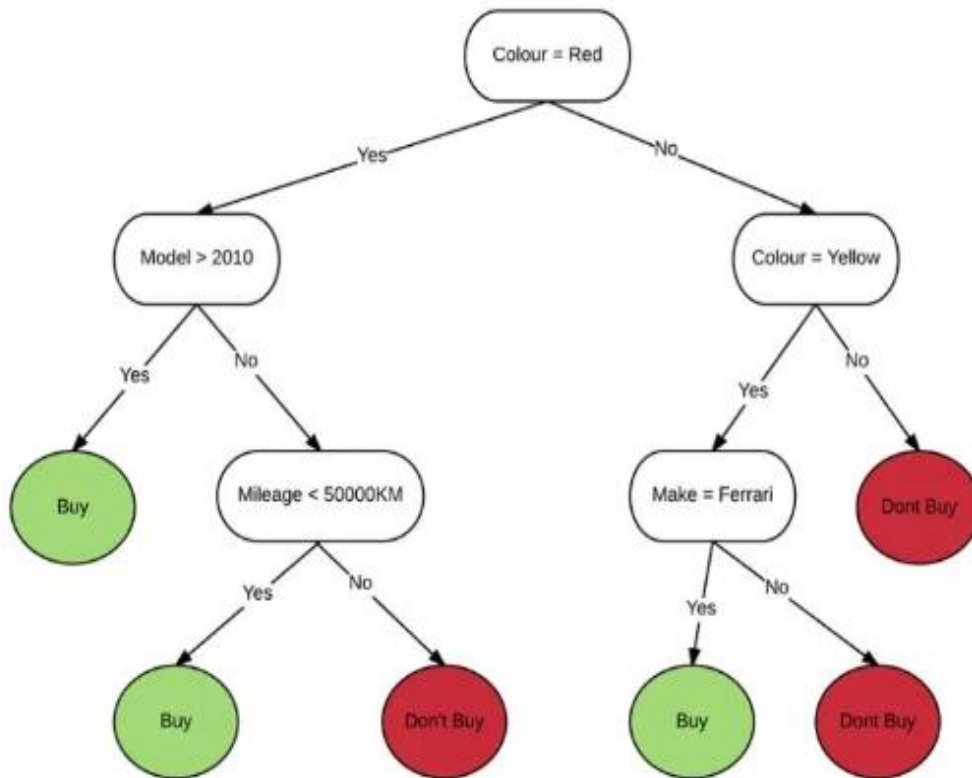 Colour = Red
Yes
No
Model > 2010
Colour = Yellow
Yes
No
Yes
No
Buy
Mileage < 50000KM
Make = Ferrari
Dont Buy
Yes
No
Yes
No
Buy
Don't Buy
Buy
Dont Buy